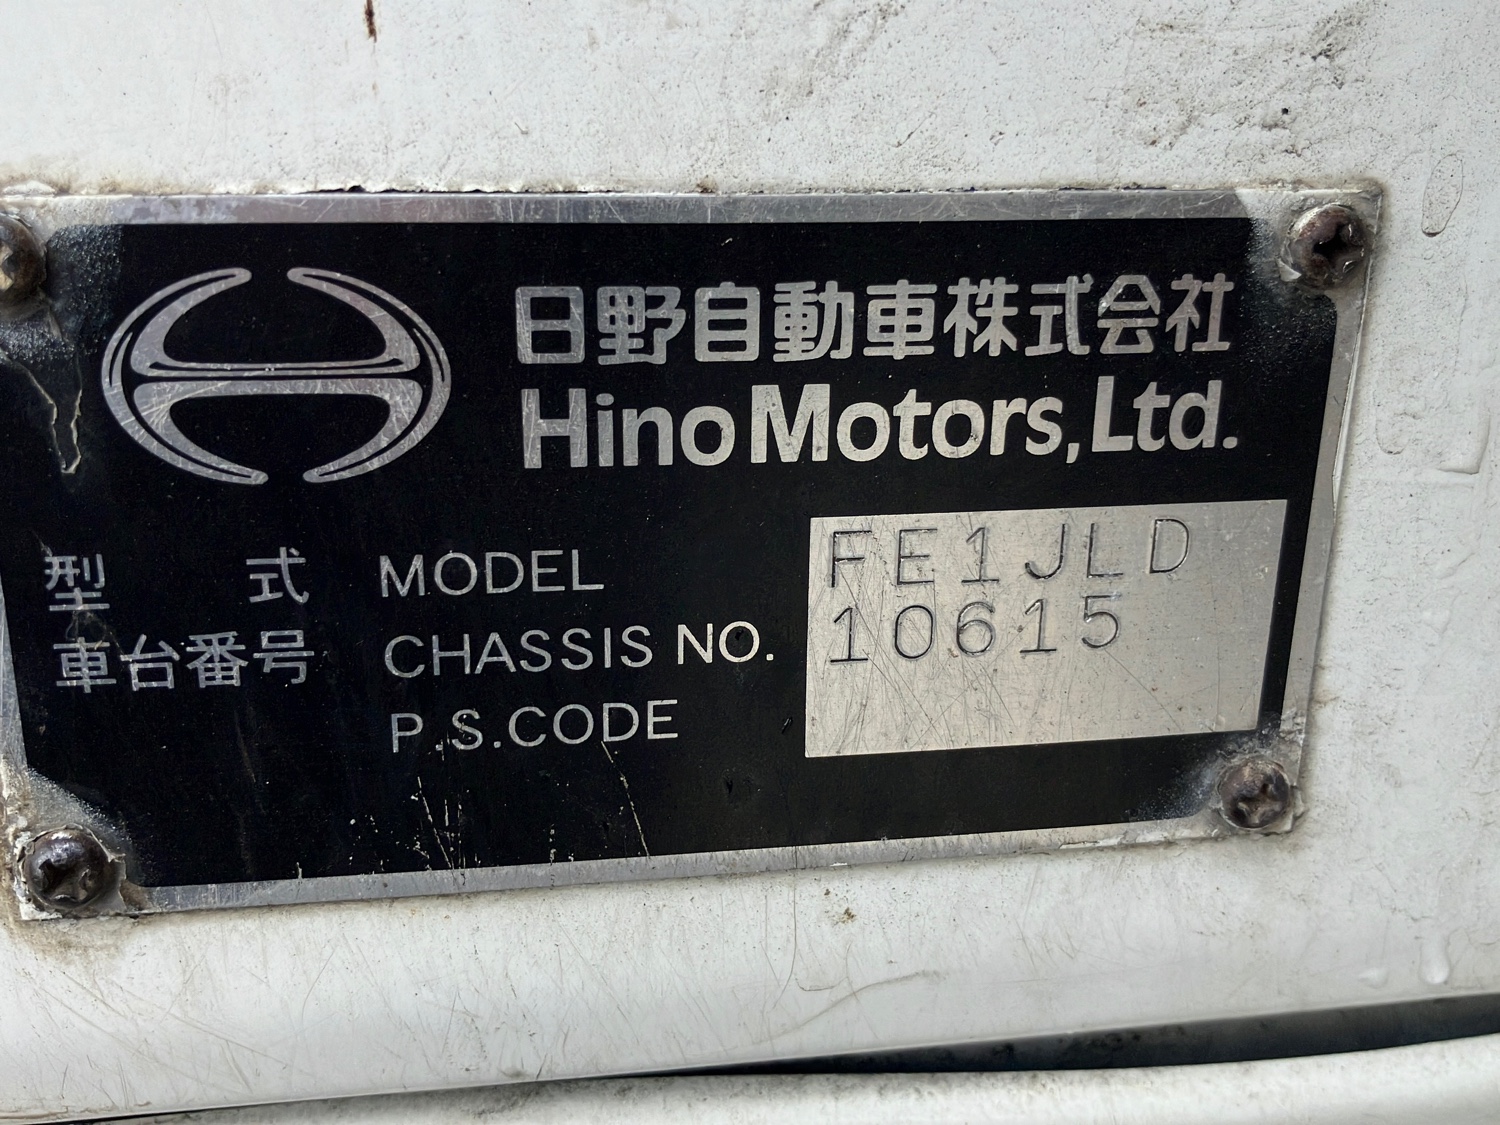 日野自動車株式会社
Hino Motors, Ltd.
型式 MODEL FE1JLD
車台番号 CHASSIS NO. 10615
P.S.CODE